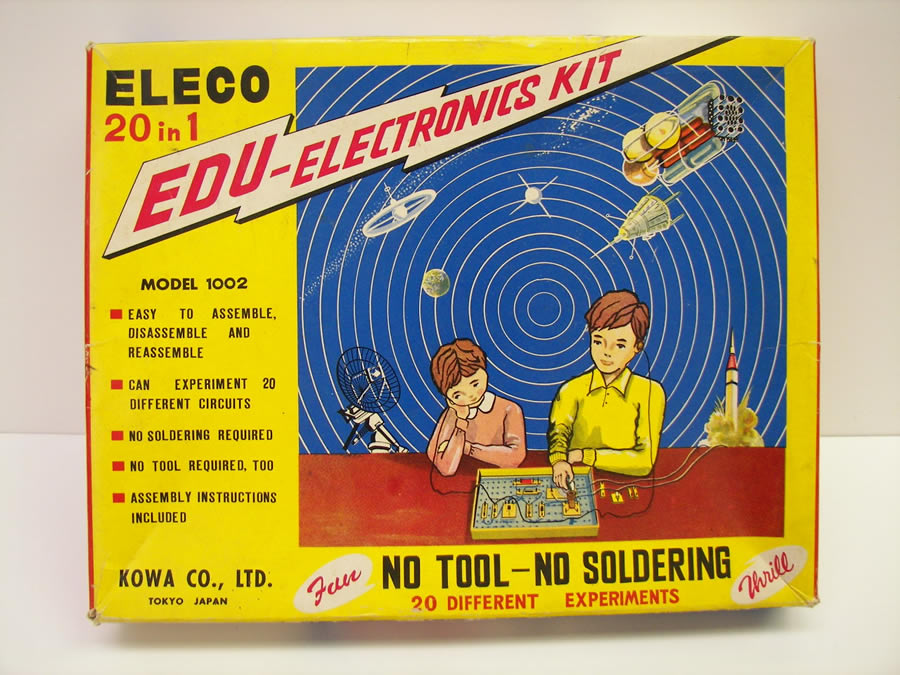 ELECO
20 in 1
EDU-ELECTRONICS KIT
MODEL 1002
EASY TO ASSEMBLE,
DISASSEMBLE AND
REASSEMBLE
CAN EXPERIMENT 20
DIFFERENT CIRCUITS
NO SOLDERING REQUIRED
NO TOOL REQUIRED, TOO
ASSEMBLY INSTRUCTIONS
INCLUDED
KOWA CO., LTD.
TOKYO JAPAN
Fun
NO TOOL-NO SOLDERING
20 DIFFERENT EXPERIMENTS
Thrill